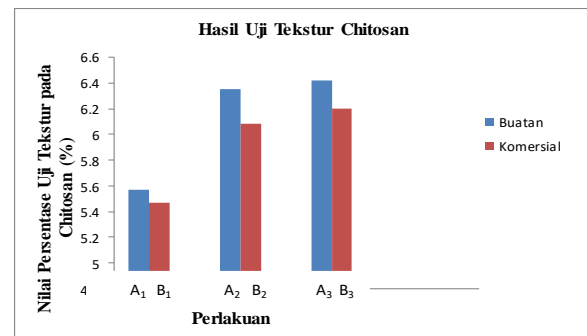 Hasil Uji Tekstur Chitosan
Nilai Persentase Uji Tekstur pada
Chitosan (%)
6.6
6.4
6.2
6
5.8
5.6
5.4
5.2
5
4
A₁ B₁ A₂ B₂ A₃ B₃
Perlakuan
Buatan
Komersial